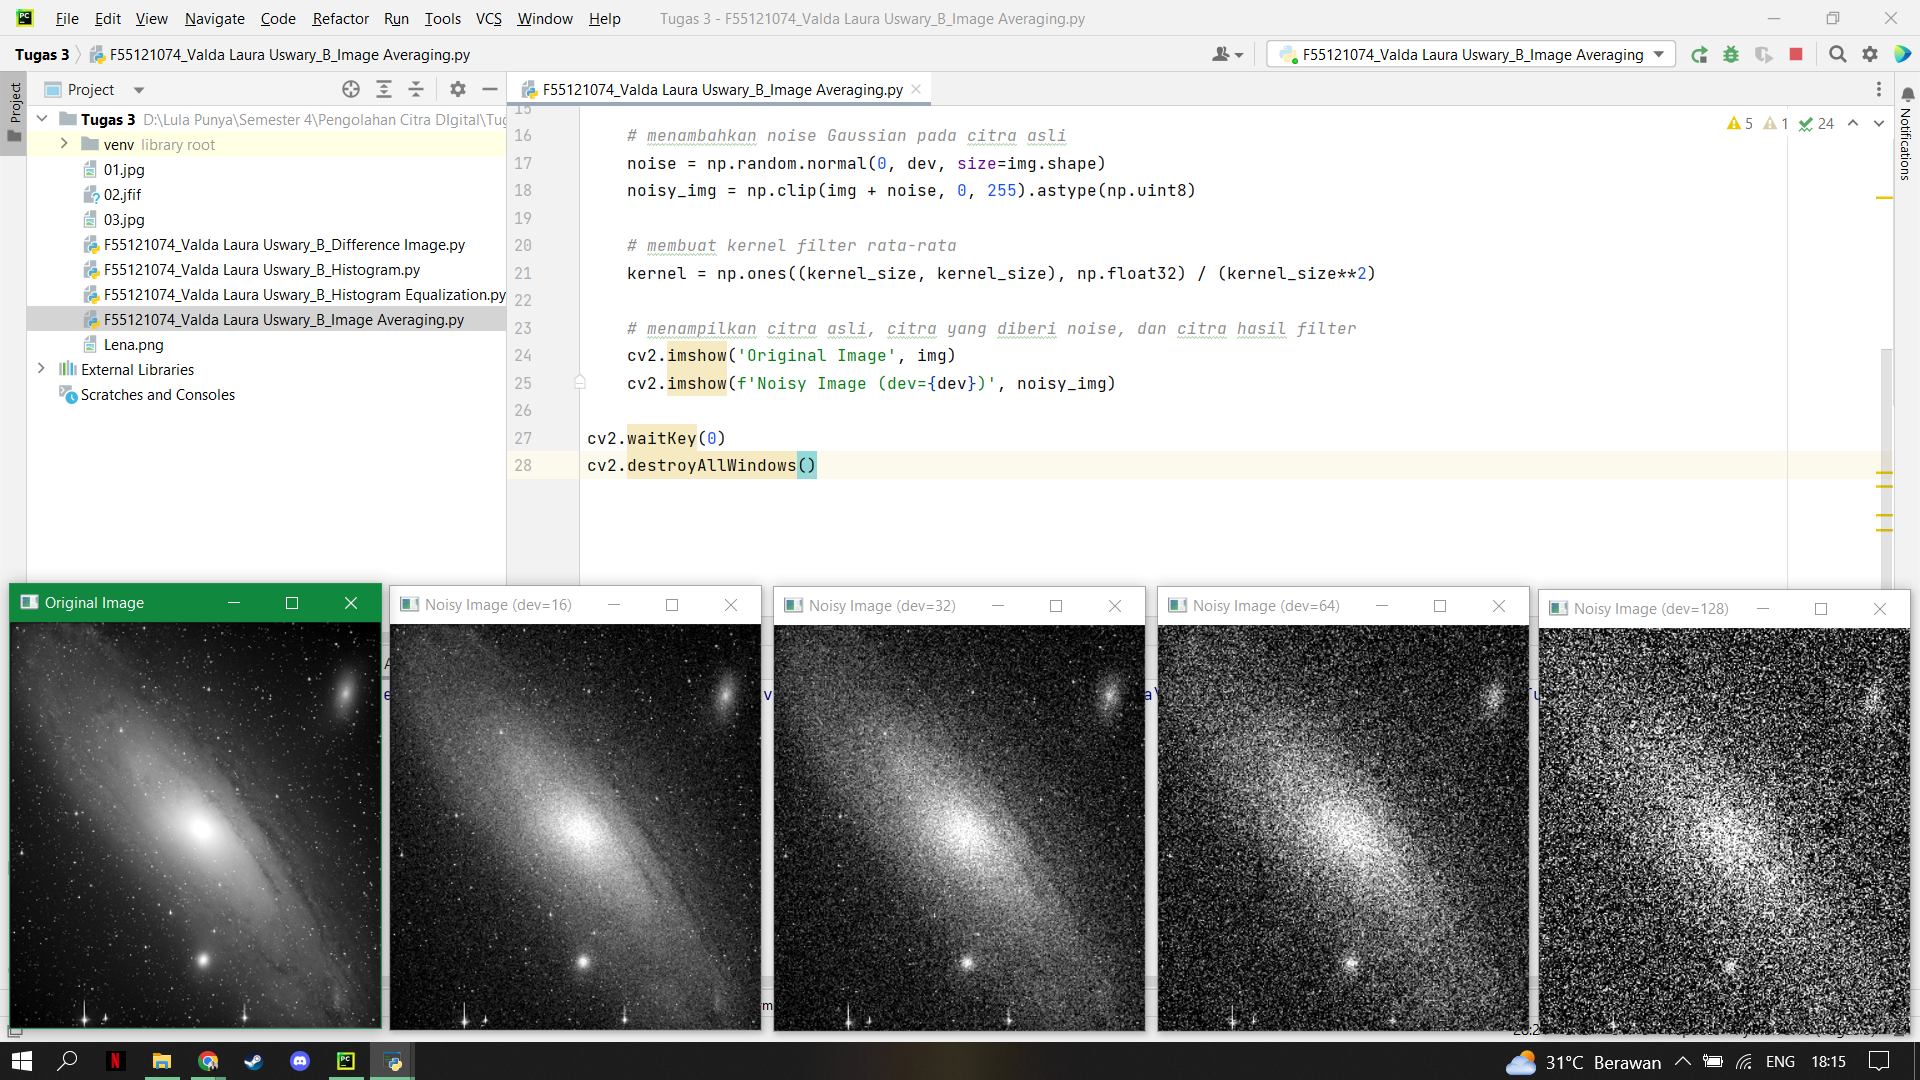 File Edit View Navigate Code Refactor Run Tools VCS Window Help Tugas 3 - F55121074_Valda Laura Uswary_B_Image Averaging.py
Tugas 3 F55121074_Valda Laura Uswary_B_Image Averaging.py
F55121074_Valda Laura Uswary_B_Image Averaging
Project
Project
F55121074_Valda Laura Uswary_B_Image Averaging.py
Notifications
Tugas 3 D:\Lula Punya\Semester 4\Pengolahan Citra DIgital\Tug
venv library root
01.jpg
02.jfif
03.jpg
F55121074_Valda Laura Uswary_B_Difference Image.py
F55121074_Valda Laura Uswary_B_Histogram.py
F55121074_Valda Laura Uswary_B_Histogram Equalization.py
F55121074_Valda Laura Uswary_B_Image Averaging.py
Lena.png
External Libraries
Scratches and Consoles
5 1 24
15
16 # menambahkan noise Gaussian pada citra asli
17 noise = np.random.normal(0, dev, size=img.shape)
18 noisy_img = np.clip(img + noise, 0, 255).astype(np.uint8)
19
20 # membuat kernel filter rata-rata
21 kernel = np.ones((kernel_size, kernel_size), np.float32) / (kernel_size**2)
22
23 # menampilkan citra asli, citra yang diberi noise, dan citra hasil filter
24 cv2.imshow('Original Image', img)
25 cv2.imshow(f'Noisy Image (dev={dev})', noisy_img)
26
27 cv2.waitKey(0)
28 cv2.destroyAllWindows()
Original Image
Noisy Image (dev=16)
Noisy Image (dev=32)
Noisy Image (dev=64)
Noisy Image (dev=128)
31°C Berawan ENG 18:15